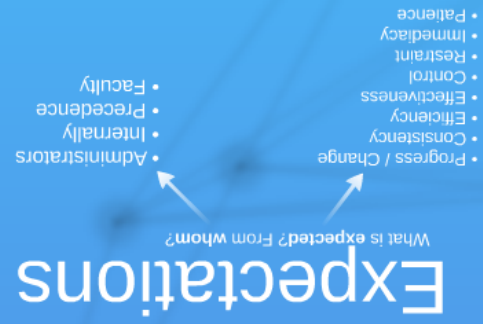 Expectations
What is expected? From whom?
• Progress / Change
• Consistency
• Efficiency
• Effectiveness
• Control
• Restraint
• Immediacy
• Patience
• Administrators
• Internally
• Precedence
• Faculty